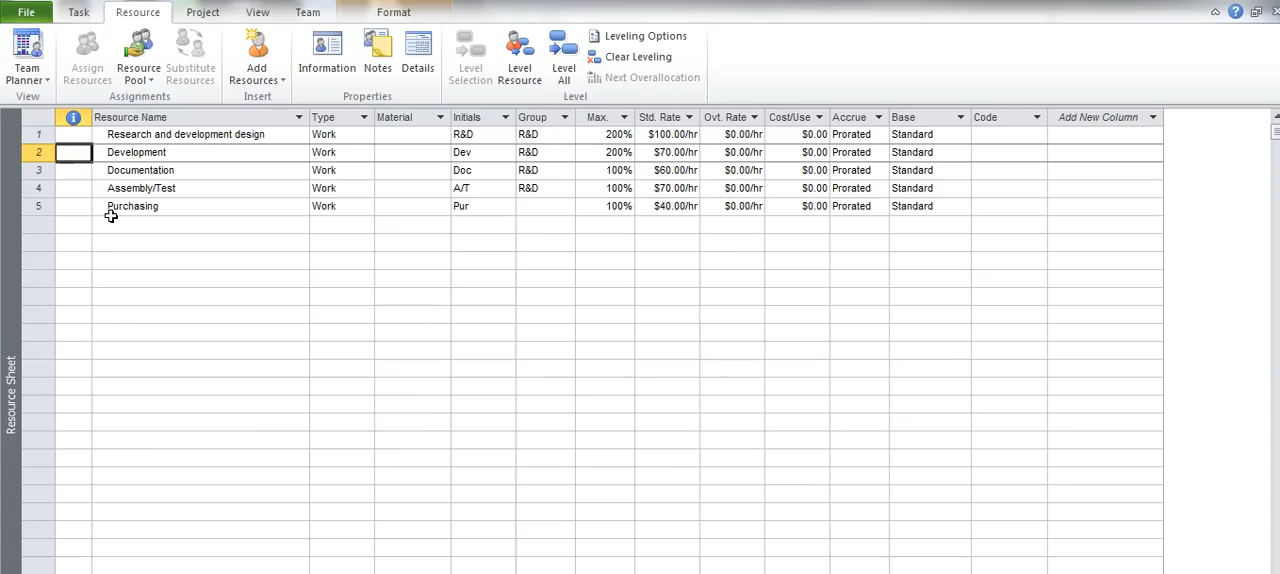 File Task Resource Project View Team Format
Team Planner Assign Resources Resource Pool Substitute Resources Add Resources Information Notes Details Level Selection Level Resource Level All Leveling Options
Clear Leveling
Next Overallocation
View Assignments Insert Properties Level
Resource Name Type Material Initials Group Max. Std. Rate Ovt. Rate Cost/Use Accrue Base Code Add New Column
1 Research and development design Work R&D R&D 200% $100.00/hr $0.00/hr $0.00 Prorated Standard
2 Development Work Dev R&D 200% $70.00/hr $0.00/hr $0.00 Prorated Standard
3 Documentation Work Doc R&D 100% $60.00/hr $0.00/hr $0.00 Prorated Standard
4 Assembly/Test Work A/T R&D 100% $70.00/hr $0.00/hr $0.00 Prorated Standard
5 Purchasing Work Pur 100% $40.00/hr $0.00/hr $0.00 Prorated Standard
Resource Sheet